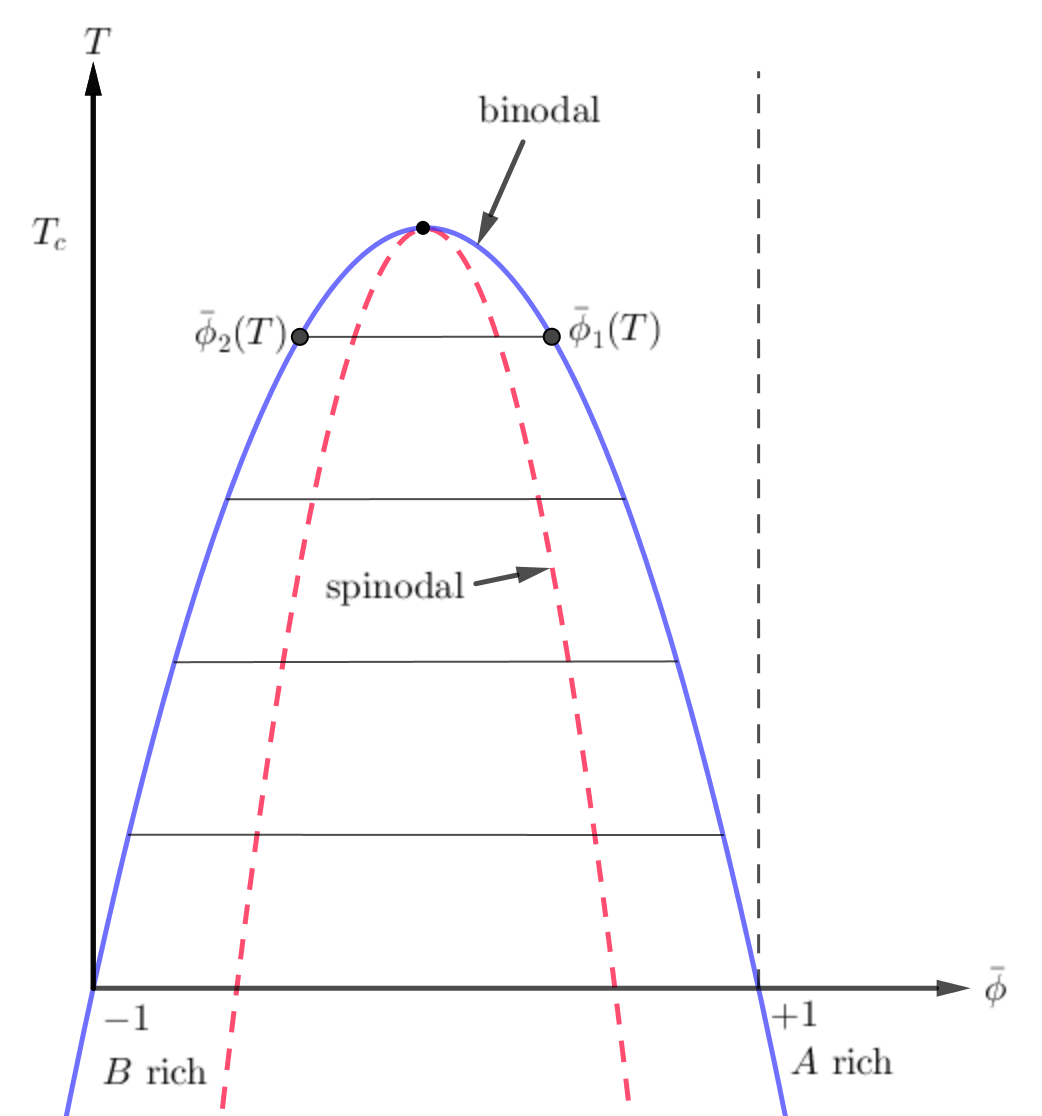 T
binodal
T_c
ϕ̄₂(T)
ϕ̄₁(T)
spinodal
ϕ̄
−1
+1
B rich
A rich